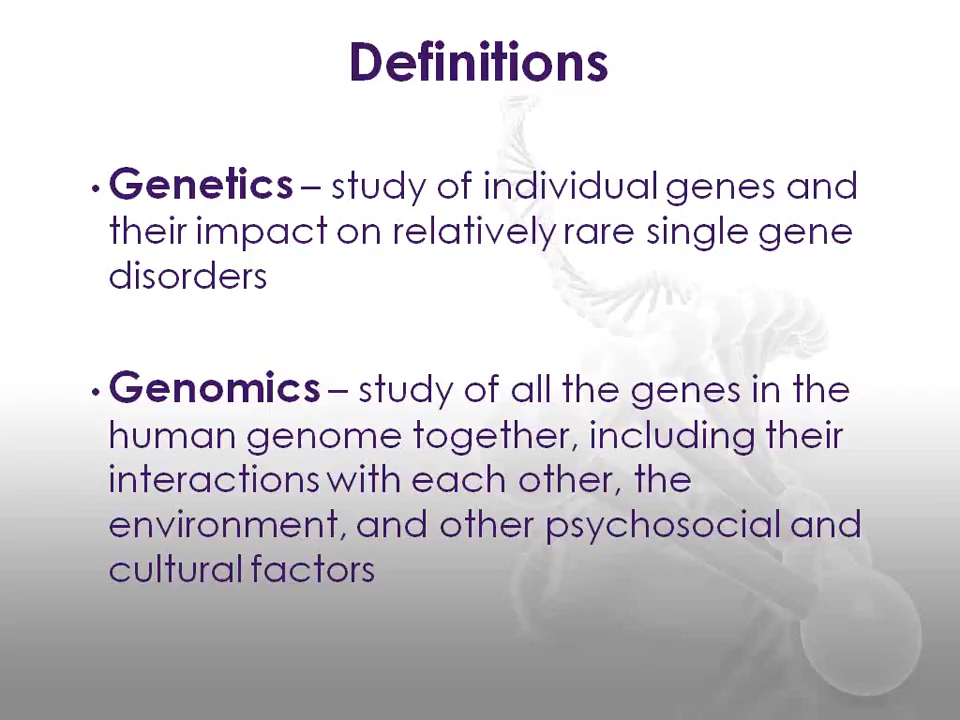 Definitions
• Genetics – study of individual genes and
their impact on relatively rare single gene
disorders
• Genomics – study of all the genes in the
human genome together, including their
interactions with each other, the
environment, and other psychosocial and
cultural factors